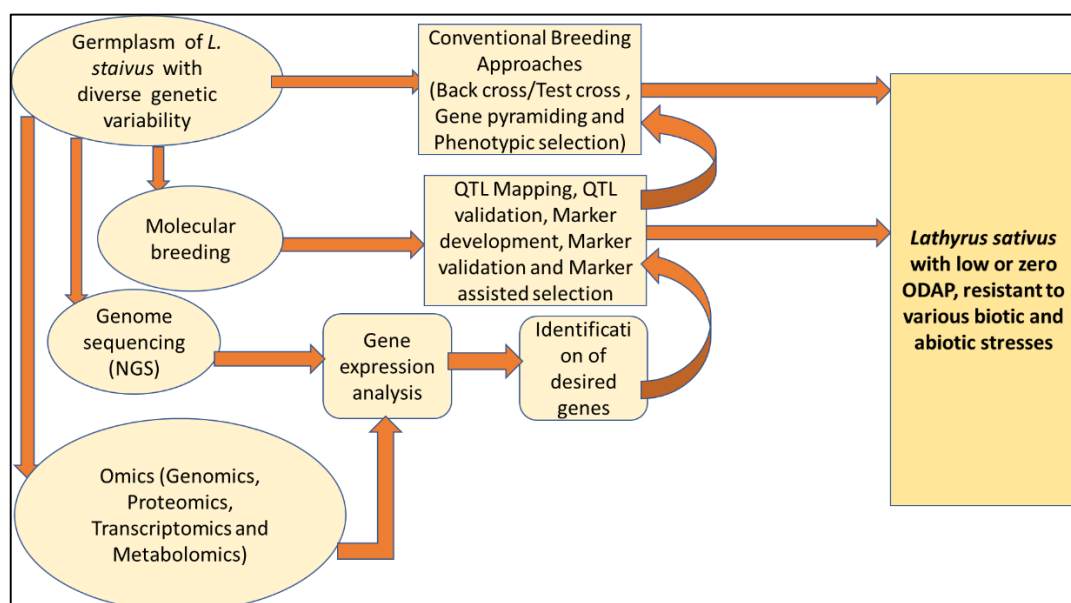 Germplasm of L.
staivus with
diverse genetic
variability
Conventional Breeding
Approaches
(Back cross/Test cross ,
Gene pyramiding and
Phenotypic selection)
Molecular
breeding
QTL Mapping, QTL
validation, Marker
development, Marker
validation and Marker
assisted selection
Lathyrus sativus
with low or zero
ODAP, resistant to
various biotic and
abiotic stresses
Genome
sequencing
(NGS)
Gene
expression
analysis
Identificati
on of
desired
genes
Omics (Genomics,
Proteomics,
Transcriptomics and
Metabolomics)